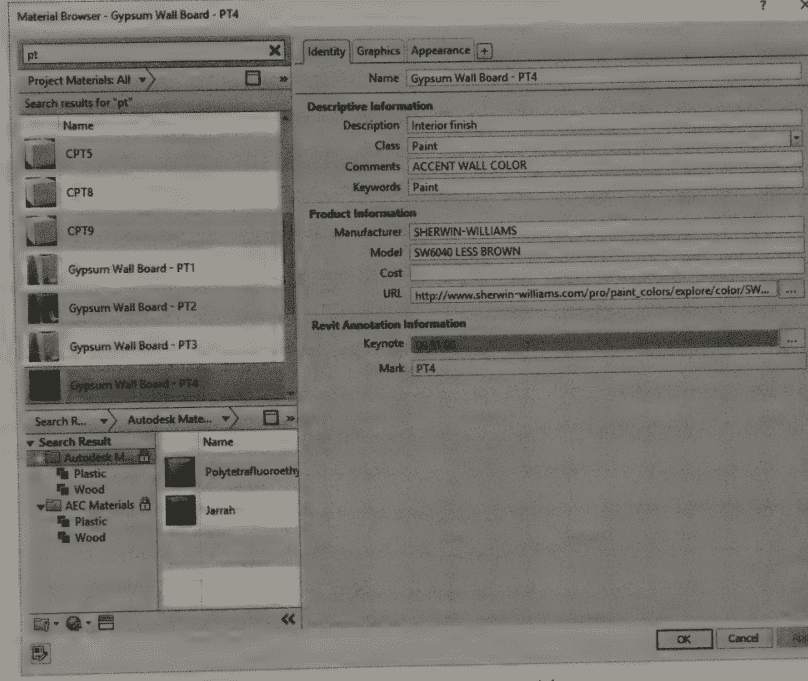 Material Browser - Gypsum Wall Board - PT4
?
pt
Project Materials: All
»
Search results for "pt"
Name
CPT5
CPT8
CPT9
Gypsum Wall Board - PT1
Gypsum Wall Board - PT2
Gypsum Wall Board - PT3
Gypsum Wall Board - PT4
Search R...
Autodesk Mate...
»
Search Result
Autodesk M...
Plastic
Wood
AEC Materials
Plastic
Wood
Name
Polytetrafluoroethy
Jarrah
«
Identity Graphics Appearance +
Name Gypsum Wall Board - PT4
Descriptive Information
Description Interior finish
Class Paint
Comments ACCENT WALL COLOR
Keywords Paint
Product Information
Manufacturer SHERWIN-WILLIAMS
Model SW6040 LESS BROWN
Cost
URL http://www.sherwin-williams.com/pro/paint_colors/explore/color/SW... ...
Revit Annotation Information
Keynote ...
Mark PT4
OK Cancel